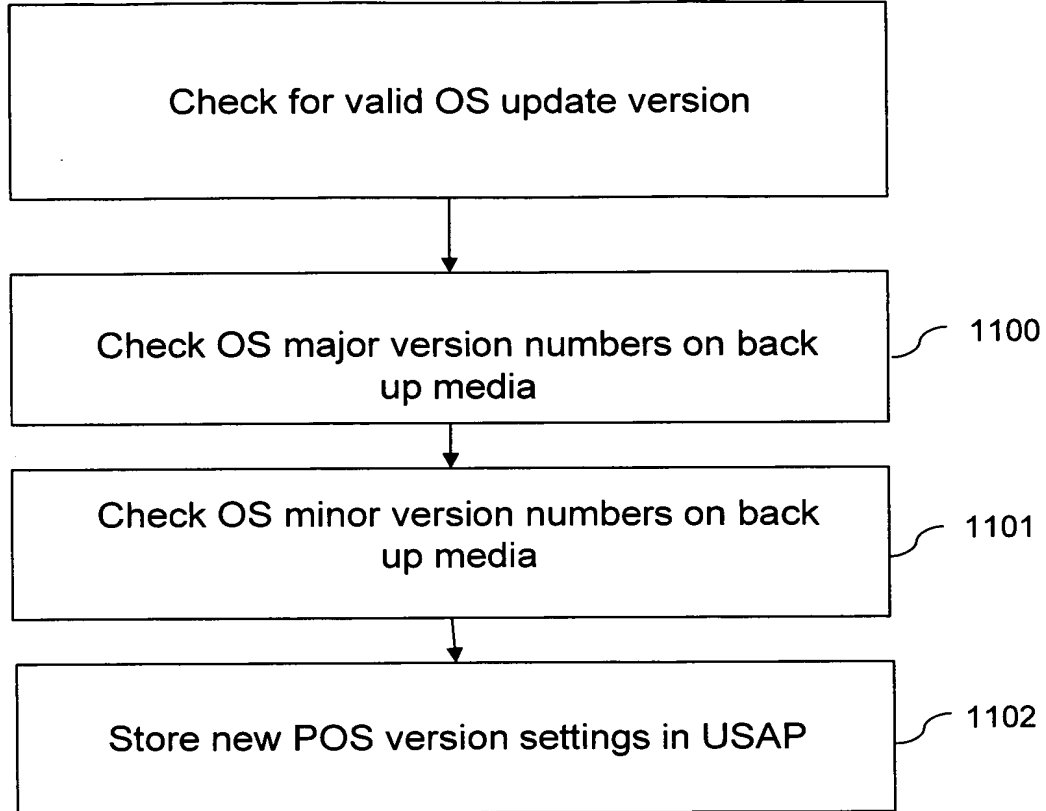 Check for valid OS update version
Check OS major version numbers on back
up media
1100
Check OS minor version numbers on back
up media
1101
Store new POS version settings in USAP
1102